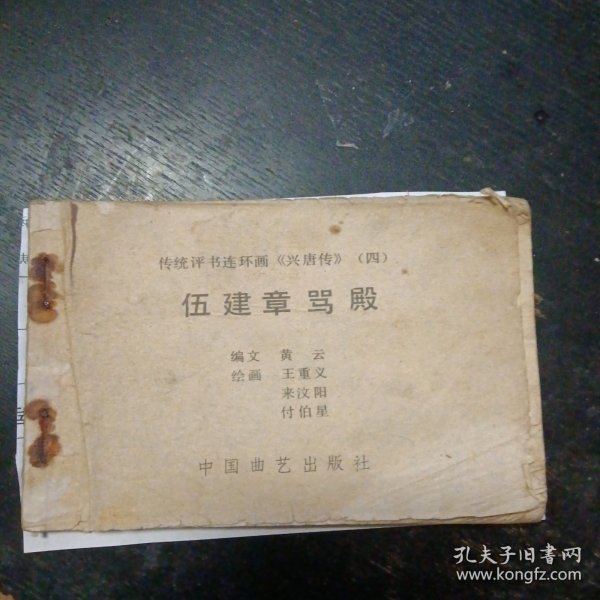 传统评书连环画《兴唐传》（四）
伍建章骂殿
编文 黄云
绘画 王重义
来汶阳
付伯星
中国曲艺出版社
孔夫子旧书网
www.kongfz.com